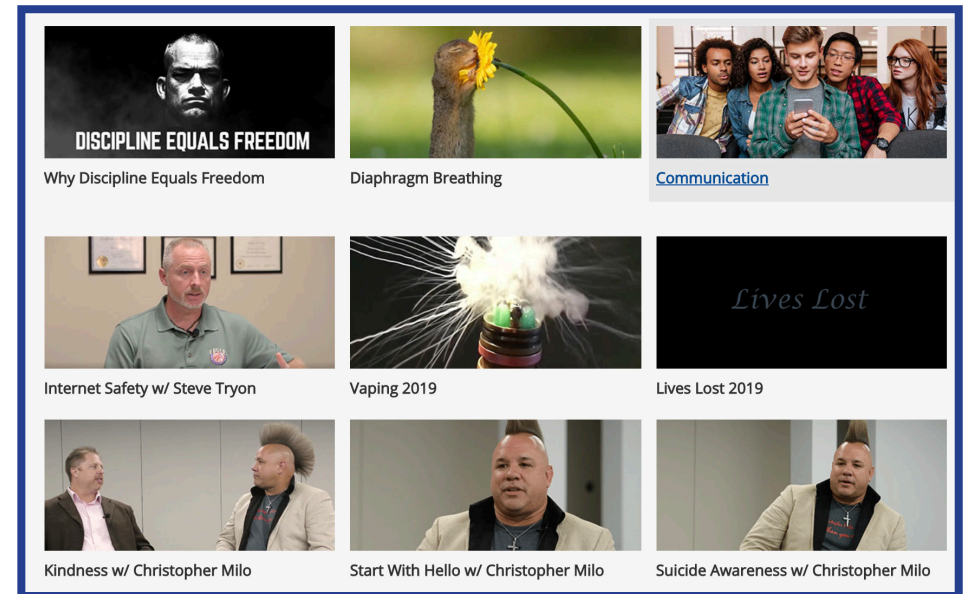 DISCIPLINE EQUALS FREEDOM
Why Discipline Equals Freedom
Diaphragm Breathing
Communication
Internet Safety w/ Steve Tryon
Vaping 2019
Lives Lost
Lives Lost 2019
Kindness w/ Christopher Milo
Start With Hello w/ Christopher Milo
Suicide Awareness w/ Christopher Milo